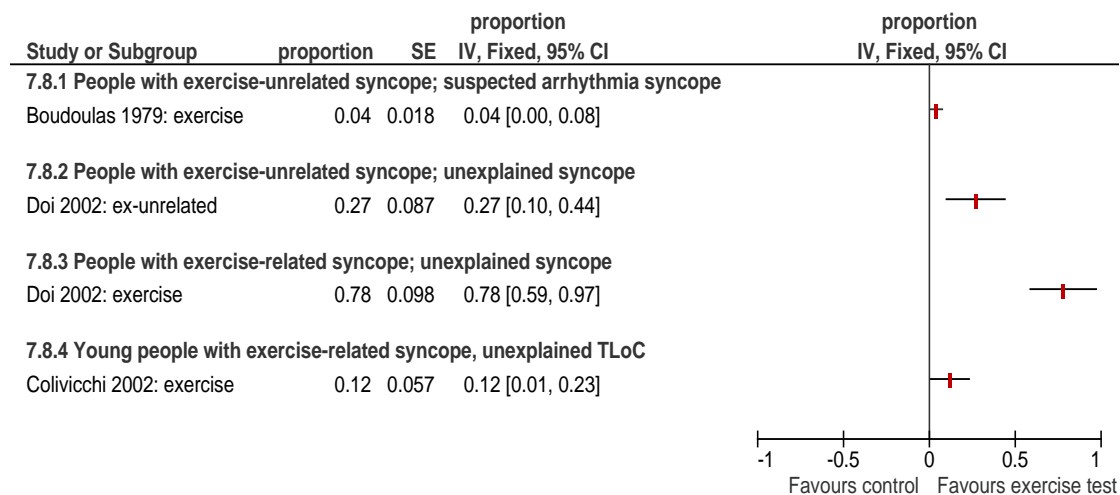 proportion proportion
Study or Subgroup proportion SE IV, Fixed, 95% CI IV, Fixed, 95% CI
7.8.1 People with exercise-unrelated syncope; suspected arrhythmia syncope
Boudoulas 1979: exercise 0.04 0.018 0.04 [0.00, 0.08]
7.8.2 People with exercise-unrelated syncope; unexplained syncope
Doi 2002: ex-unrelated 0.27 0.087 0.27 [0.10, 0.44]
7.8.3 People with exercise-related syncope; unexplained syncope
Doi 2002: exercise 0.78 0.098 0.78 [0.59, 0.97]
7.8.4 Young people with exercise-related syncope, unexplained TLoC
Colivicchi 2002: exercise 0.12 0.057 0.12 [0.01, 0.23]
-1 -0.5 0 0.5 1
Favours control Favours exercise test